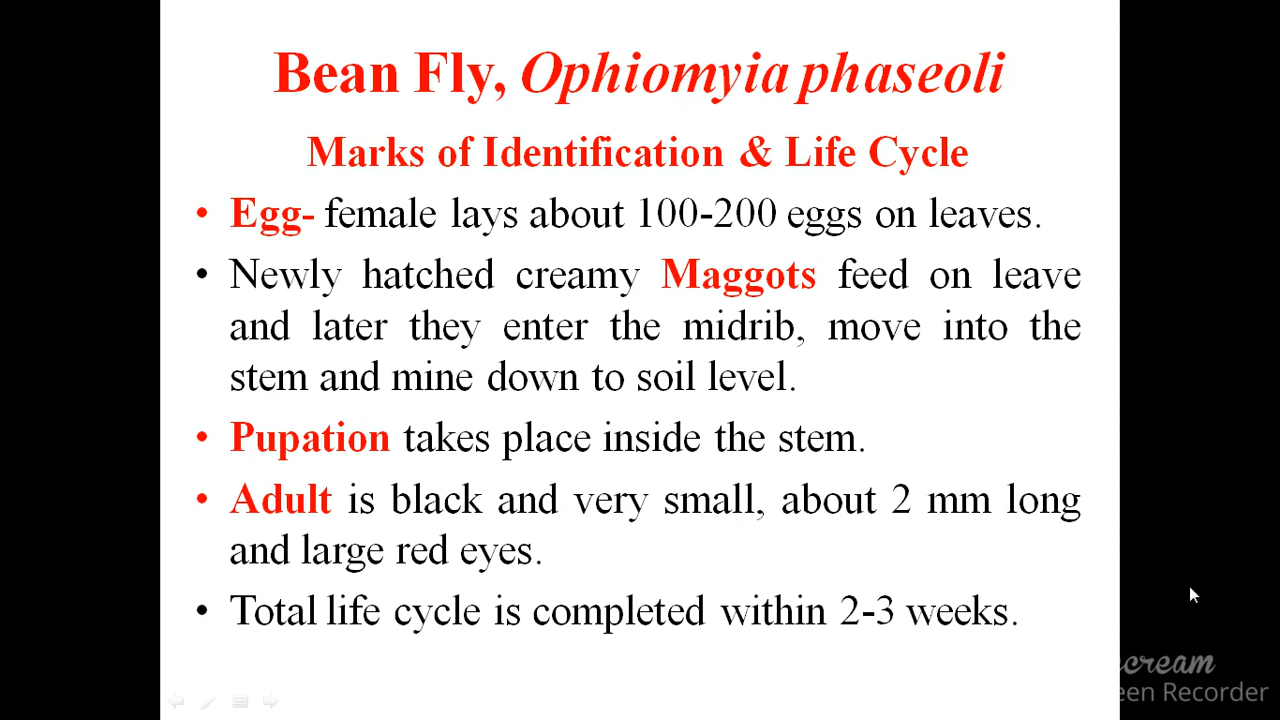 Bean Fly, Ophiomyia phaseoli
Marks of Identification & Life Cycle
• Egg- female lays about 100-200 eggs on leaves.
• Newly hatched creamy Maggots feed on leave
and later they enter the midrib, move into the
stem and mine down to soil level.
• Pupation takes place inside the stem.
• Adult is black and very small, about 2 mm long
and large red eyes.
• Total life cycle is completed within 2-3 weeks.
cream
een Recorder